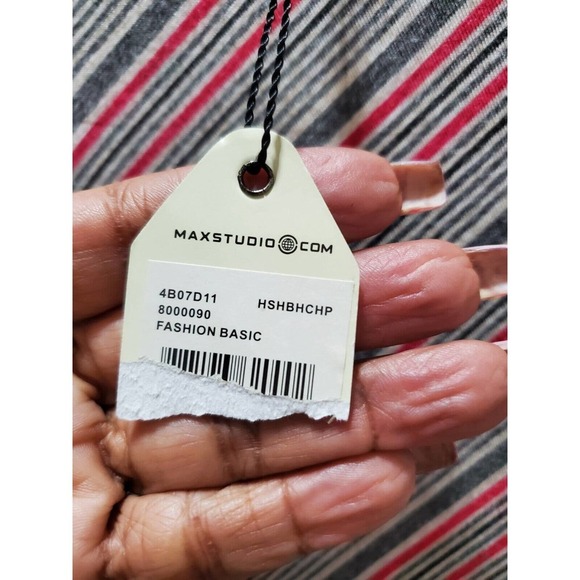 MAXSTUDIO.COM
4B07D11 HSHBHCHP
8000090
FASHION BASIC